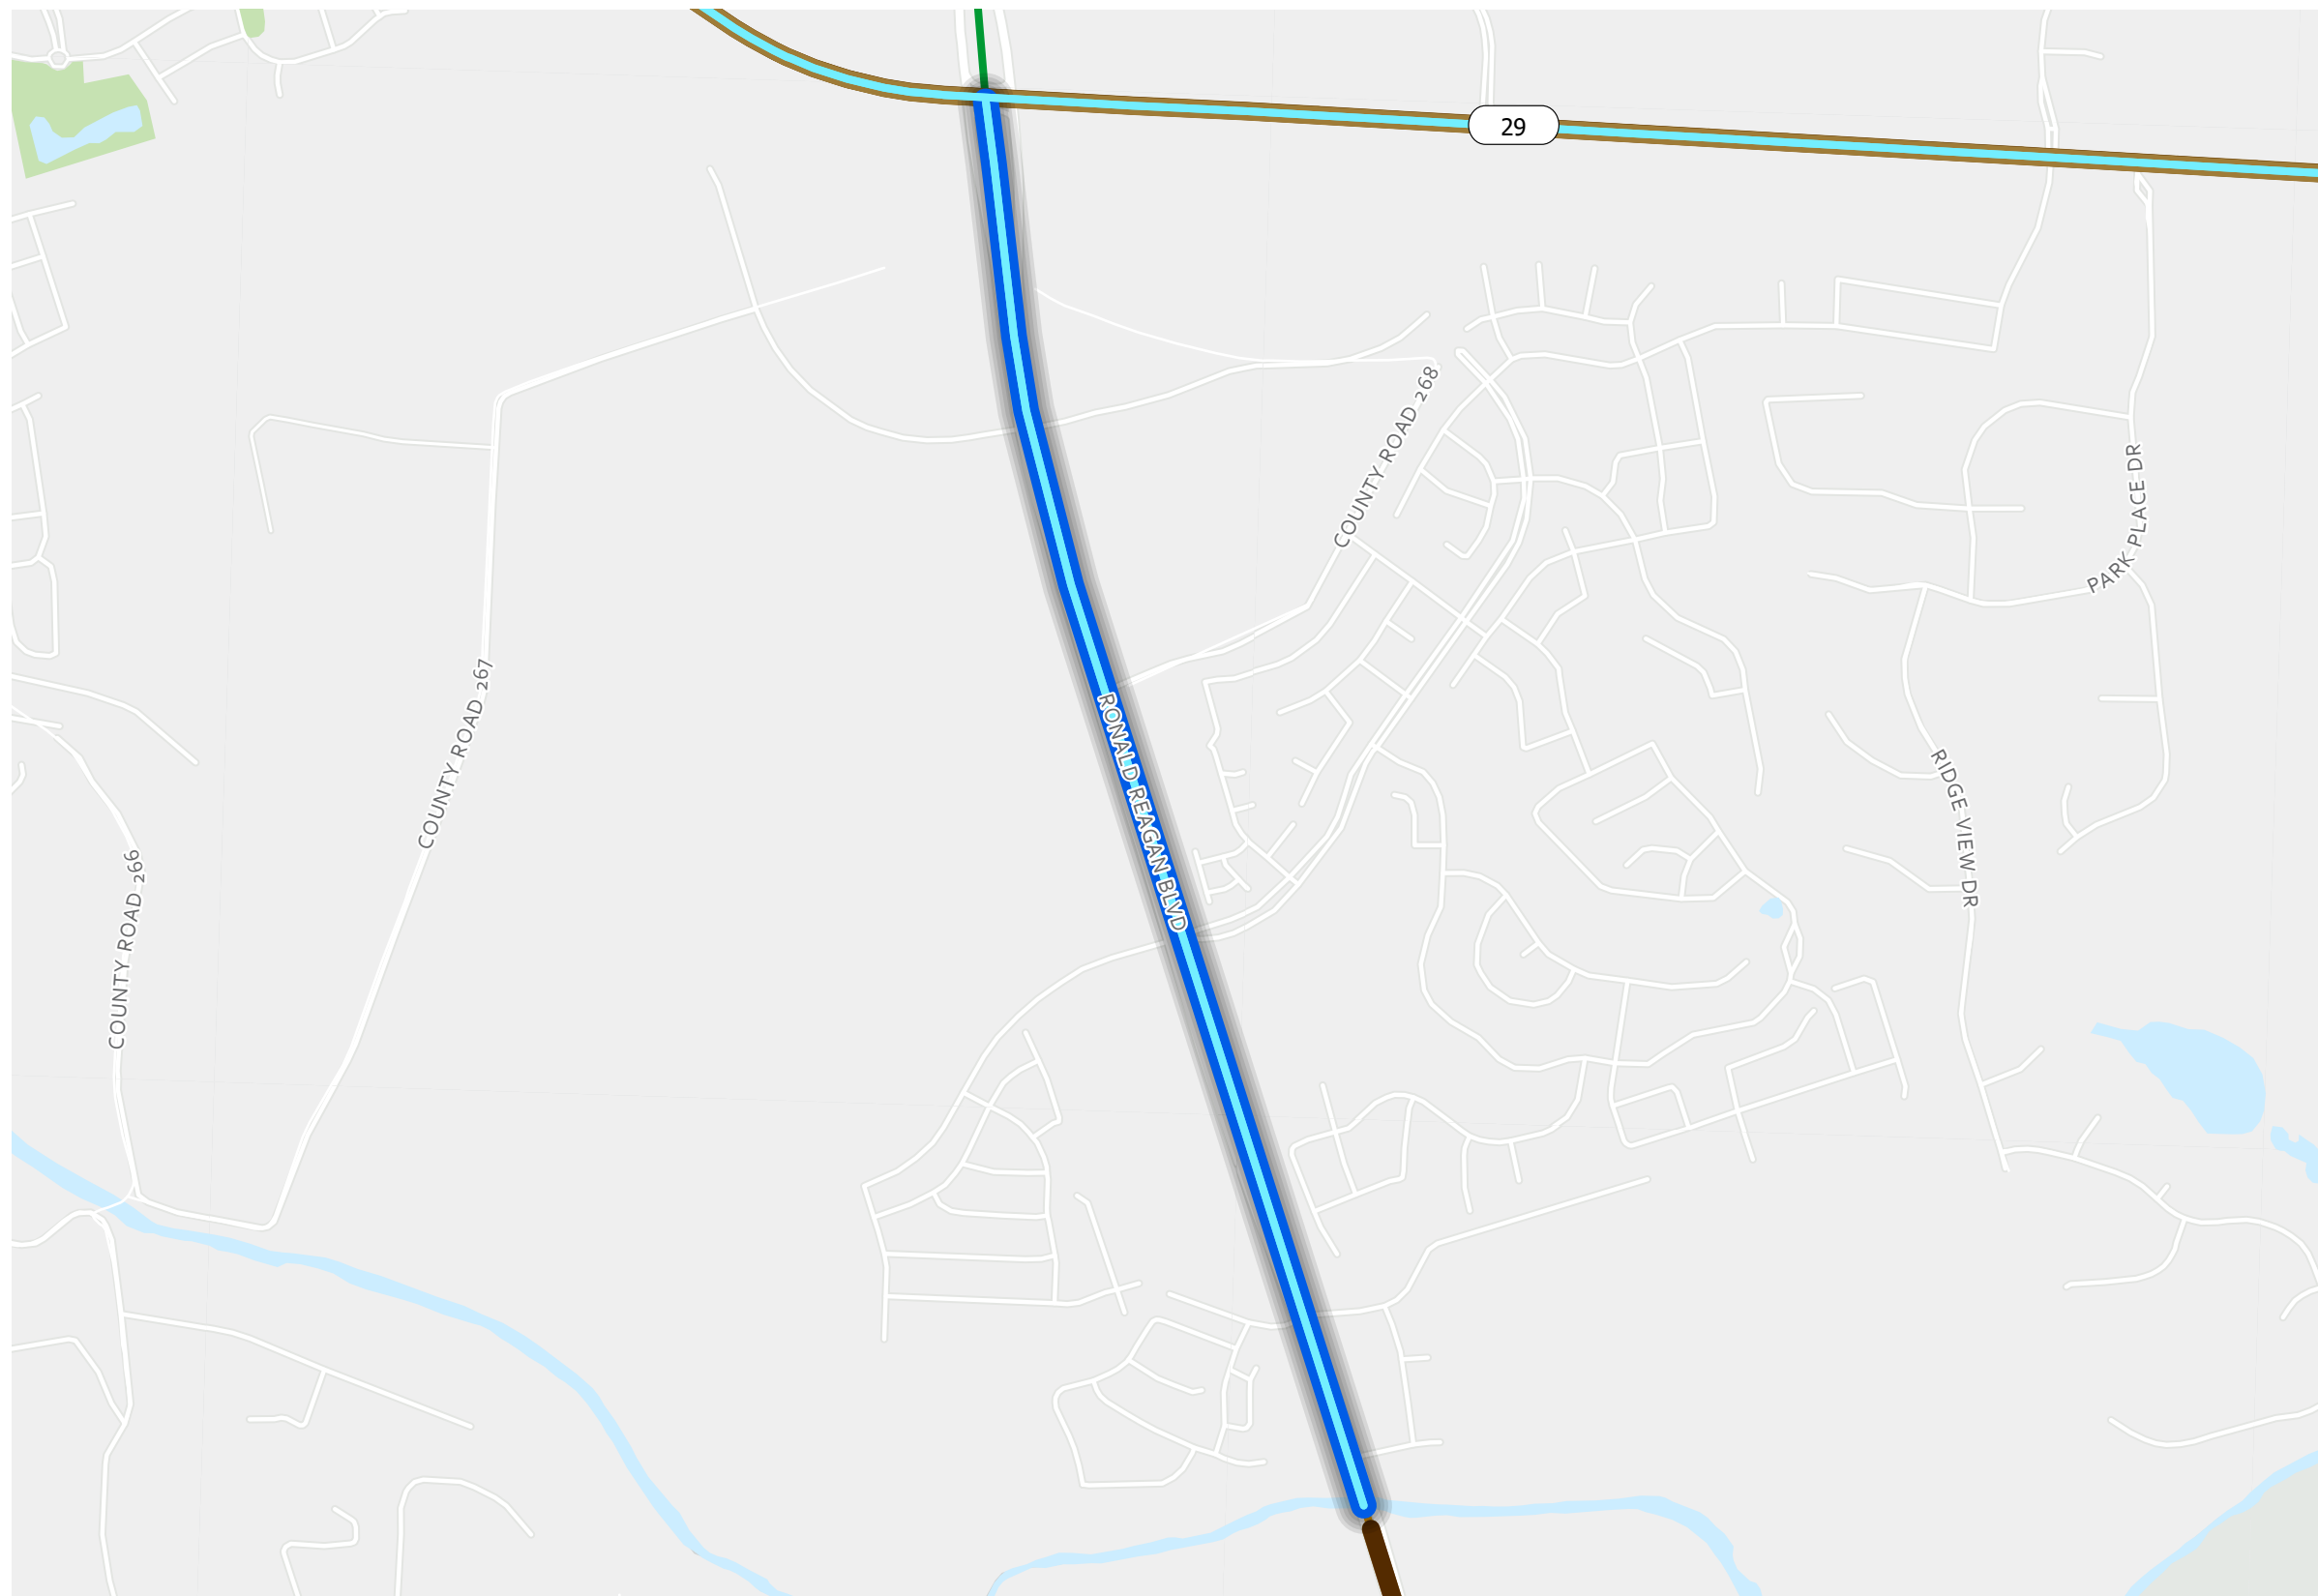 29
COUNTY ROAD 268
PARK PLACE DR
COUNTY ROAD 267
RONALD REAGAN BLVD
RIDGE VIEW DR
COUNTY ROAD 266